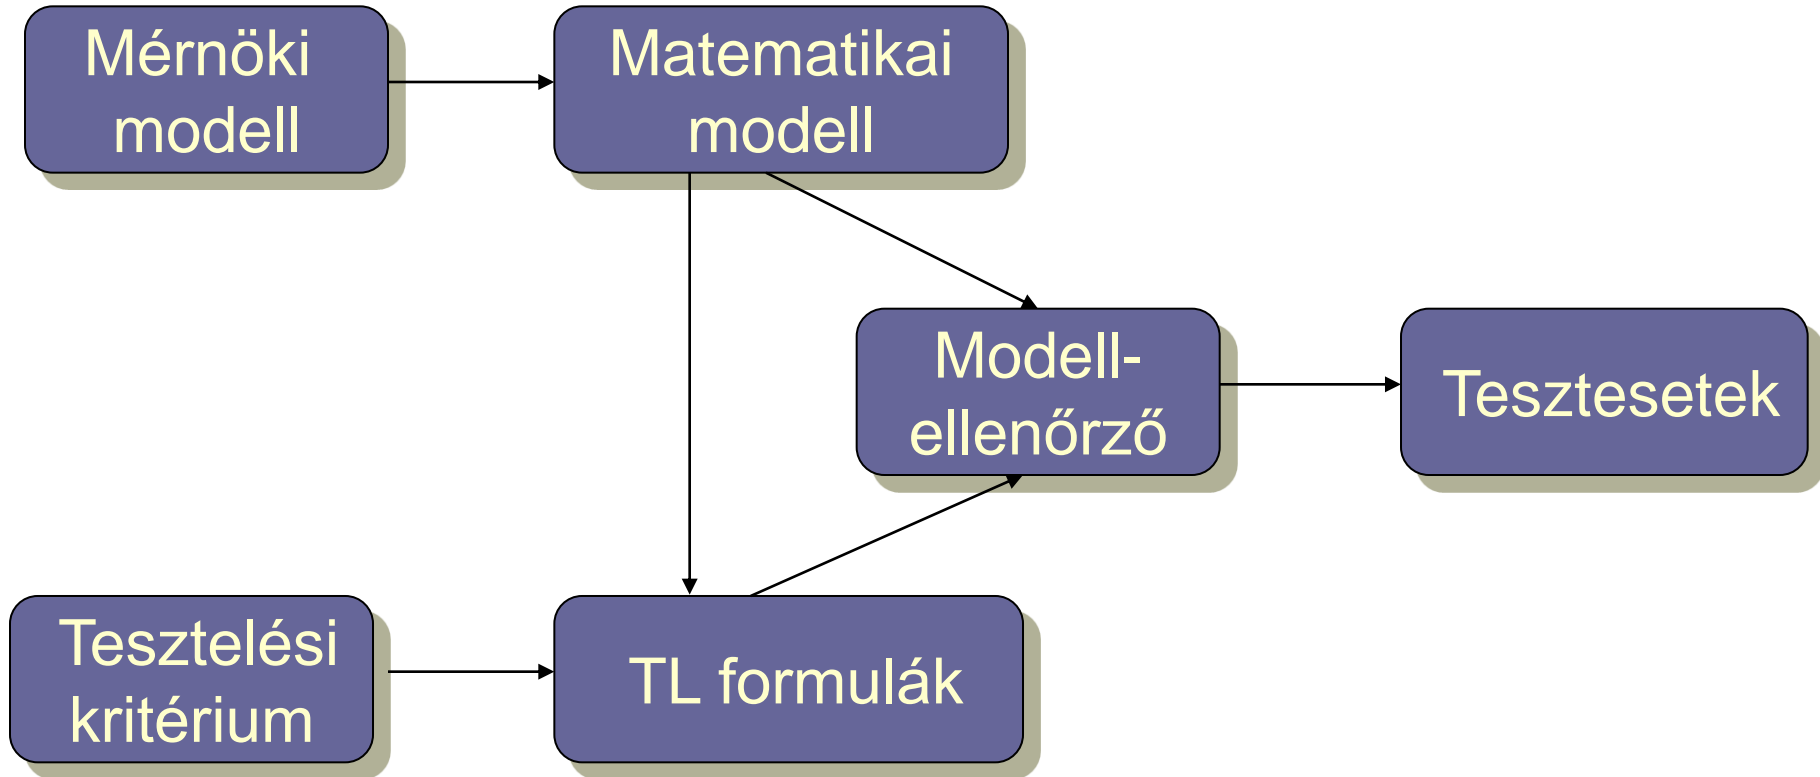 Mérnöki
modell
Matematikai
modell
Modell-
ellenőrző
Tesztesetek
Tesztelési
kritérium
TL formulák